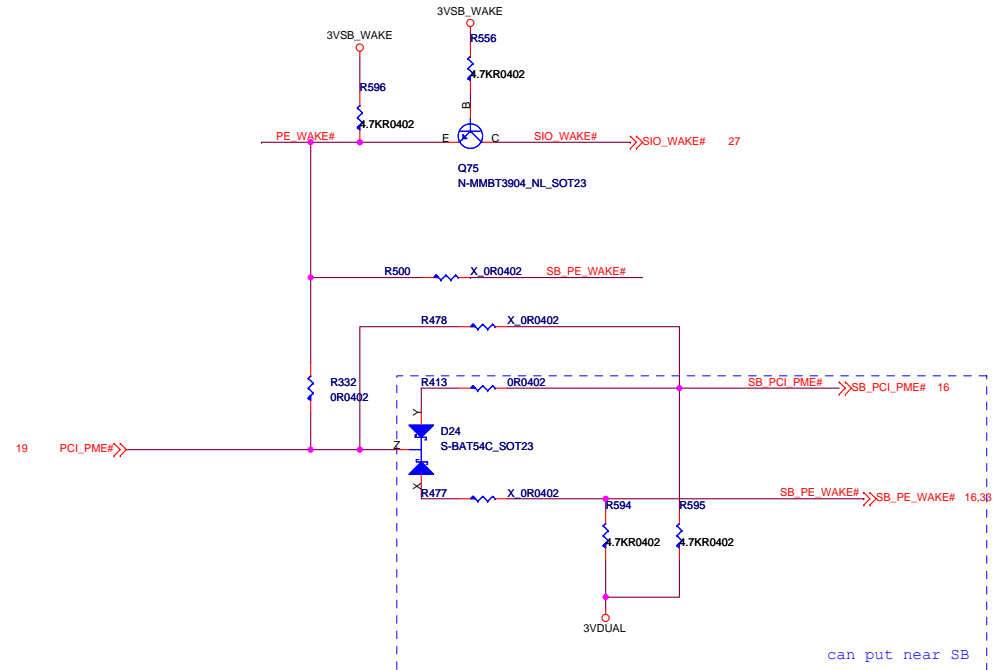 3VSB_WAKE
3VSB_WAKE
R556
4.7KR0402
R596
4.7KR0402
B
PE_WAKE#
E
C
SIO_WAKE#
SIO_WAKE# 27
Q75
N-MMBT3904_NL_SOT23
R500
X_0R0402
SB_PE_WAKE#
R478
X_0R0402
R332
0R0402
R413
0R0402
SB_PCI_PME#
SB_PCI_PME# 16
Y
D24
S-BAT54C_SOT23
19
PCI_PME#
Z
X
R477
X_0R0402
SB_PE_WAKE#
SB_PE_WAKE# 16,33
R594
4.7KR0402
R595
4.7KR0402
3VDUAL
can put near SB